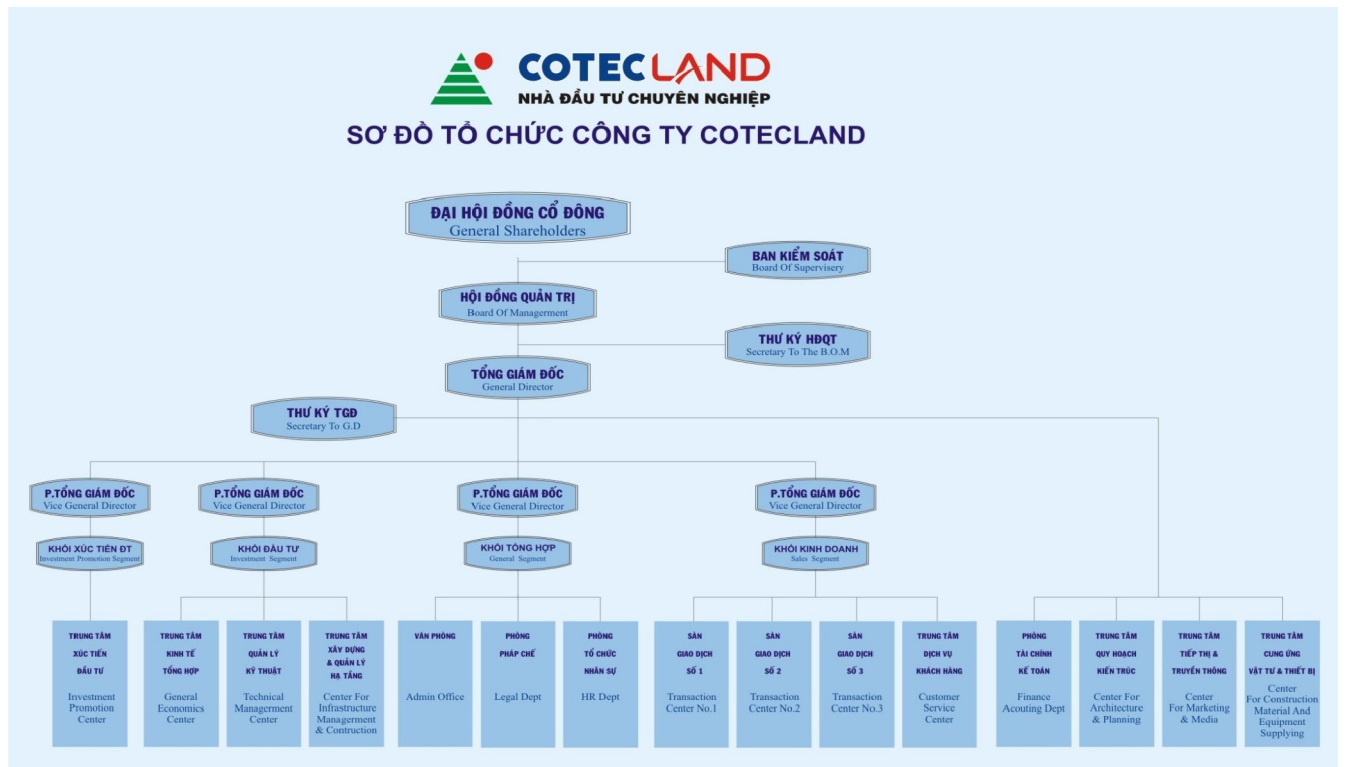 COTECLAND
NHÀ ĐẦU TƯ CHUYÊN NGHIỆP
SƠ ĐỒ TỔ CHỨC CÔNG TY COTECLAND
ĐẠI HỘI ĐỒNG CỔ ĐÔNG
General Shareholders
BAN KIỂM SOÁT
Board Of Supervisery
HỘI ĐỒNG QUẢN TRỊ
Board Of Managerment
THƯ KÝ HĐQT
Secretary To The B.O.M
TỔNG GIÁM ĐỐC
General Director
THƯ KÝ TGĐ
Secretary To G.D
P.TỔNG GIÁM ĐỐC
Vice General Director
P.TỔNG GIÁM ĐỐC
Vice General Director
P.TỔNG GIÁM ĐỐC
Vice General Director
P.TỔNG GIÁM ĐỐC
Vice General Director
KHỐI XÚC TIẾN ĐT
Investment Promotion Segment
KHỐI ĐẦU TƯ
Investment Segment
KHỐI TỔNG HỢP
General Segment
KHỐI KINH DOANH
Sales Segment
TRUNG TÂM
XÚC TIẾN
ĐẦU TƯ
Investment
Promotion
Center
TRUNG TÂM
KINH TẾ
TỔNG HỢP
General
Economics
Center
TRUNG TÂM
QUẢN LÝ
KỸ THUẬT
Technical
Managerment
Center
TRUNG TÂM
XÂY DỰNG
& QUẢN LÝ
HẠ TẦNG
Center For
Infrastructure
Managerment
& Contruction
VĂN PHÒNG
Admin Office
PHÒNG
PHÁP CHẾ
Legal Dept
PHÒNG
TỔ CHỨC
NHÂN SỰ
HR Dept
SÀN
GIAO DỊCH
SỐ 1
Transaction
Center No.1
SÀN
GIAO DỊCH
SỐ 2
Transaction
Center No.2
SÀN
GIAO DỊCH
SỐ 3
Transaction
Center No.3
TRUNG TÂM
DỊCH VỤ
KHÁCH HÀNG
Customer
Service
Center
PHÒNG
TÀI CHÍNH
KẾ TOÁN
Finance
Acouting Dept
TRUNG TÂM
QUY HOẠCH
KIẾN TRÚC
Center For
Architecture
& Planning
TRUNG TÂM
TIẾP THỊ &
TRUYỀN THÔNG
Center
For Marketing
& Media
TRUNG TÂM
CUNG ỨNG
VẬT TƯ & THIẾT BỊ
Center
For Construction
Material And
Equipment
Supplying